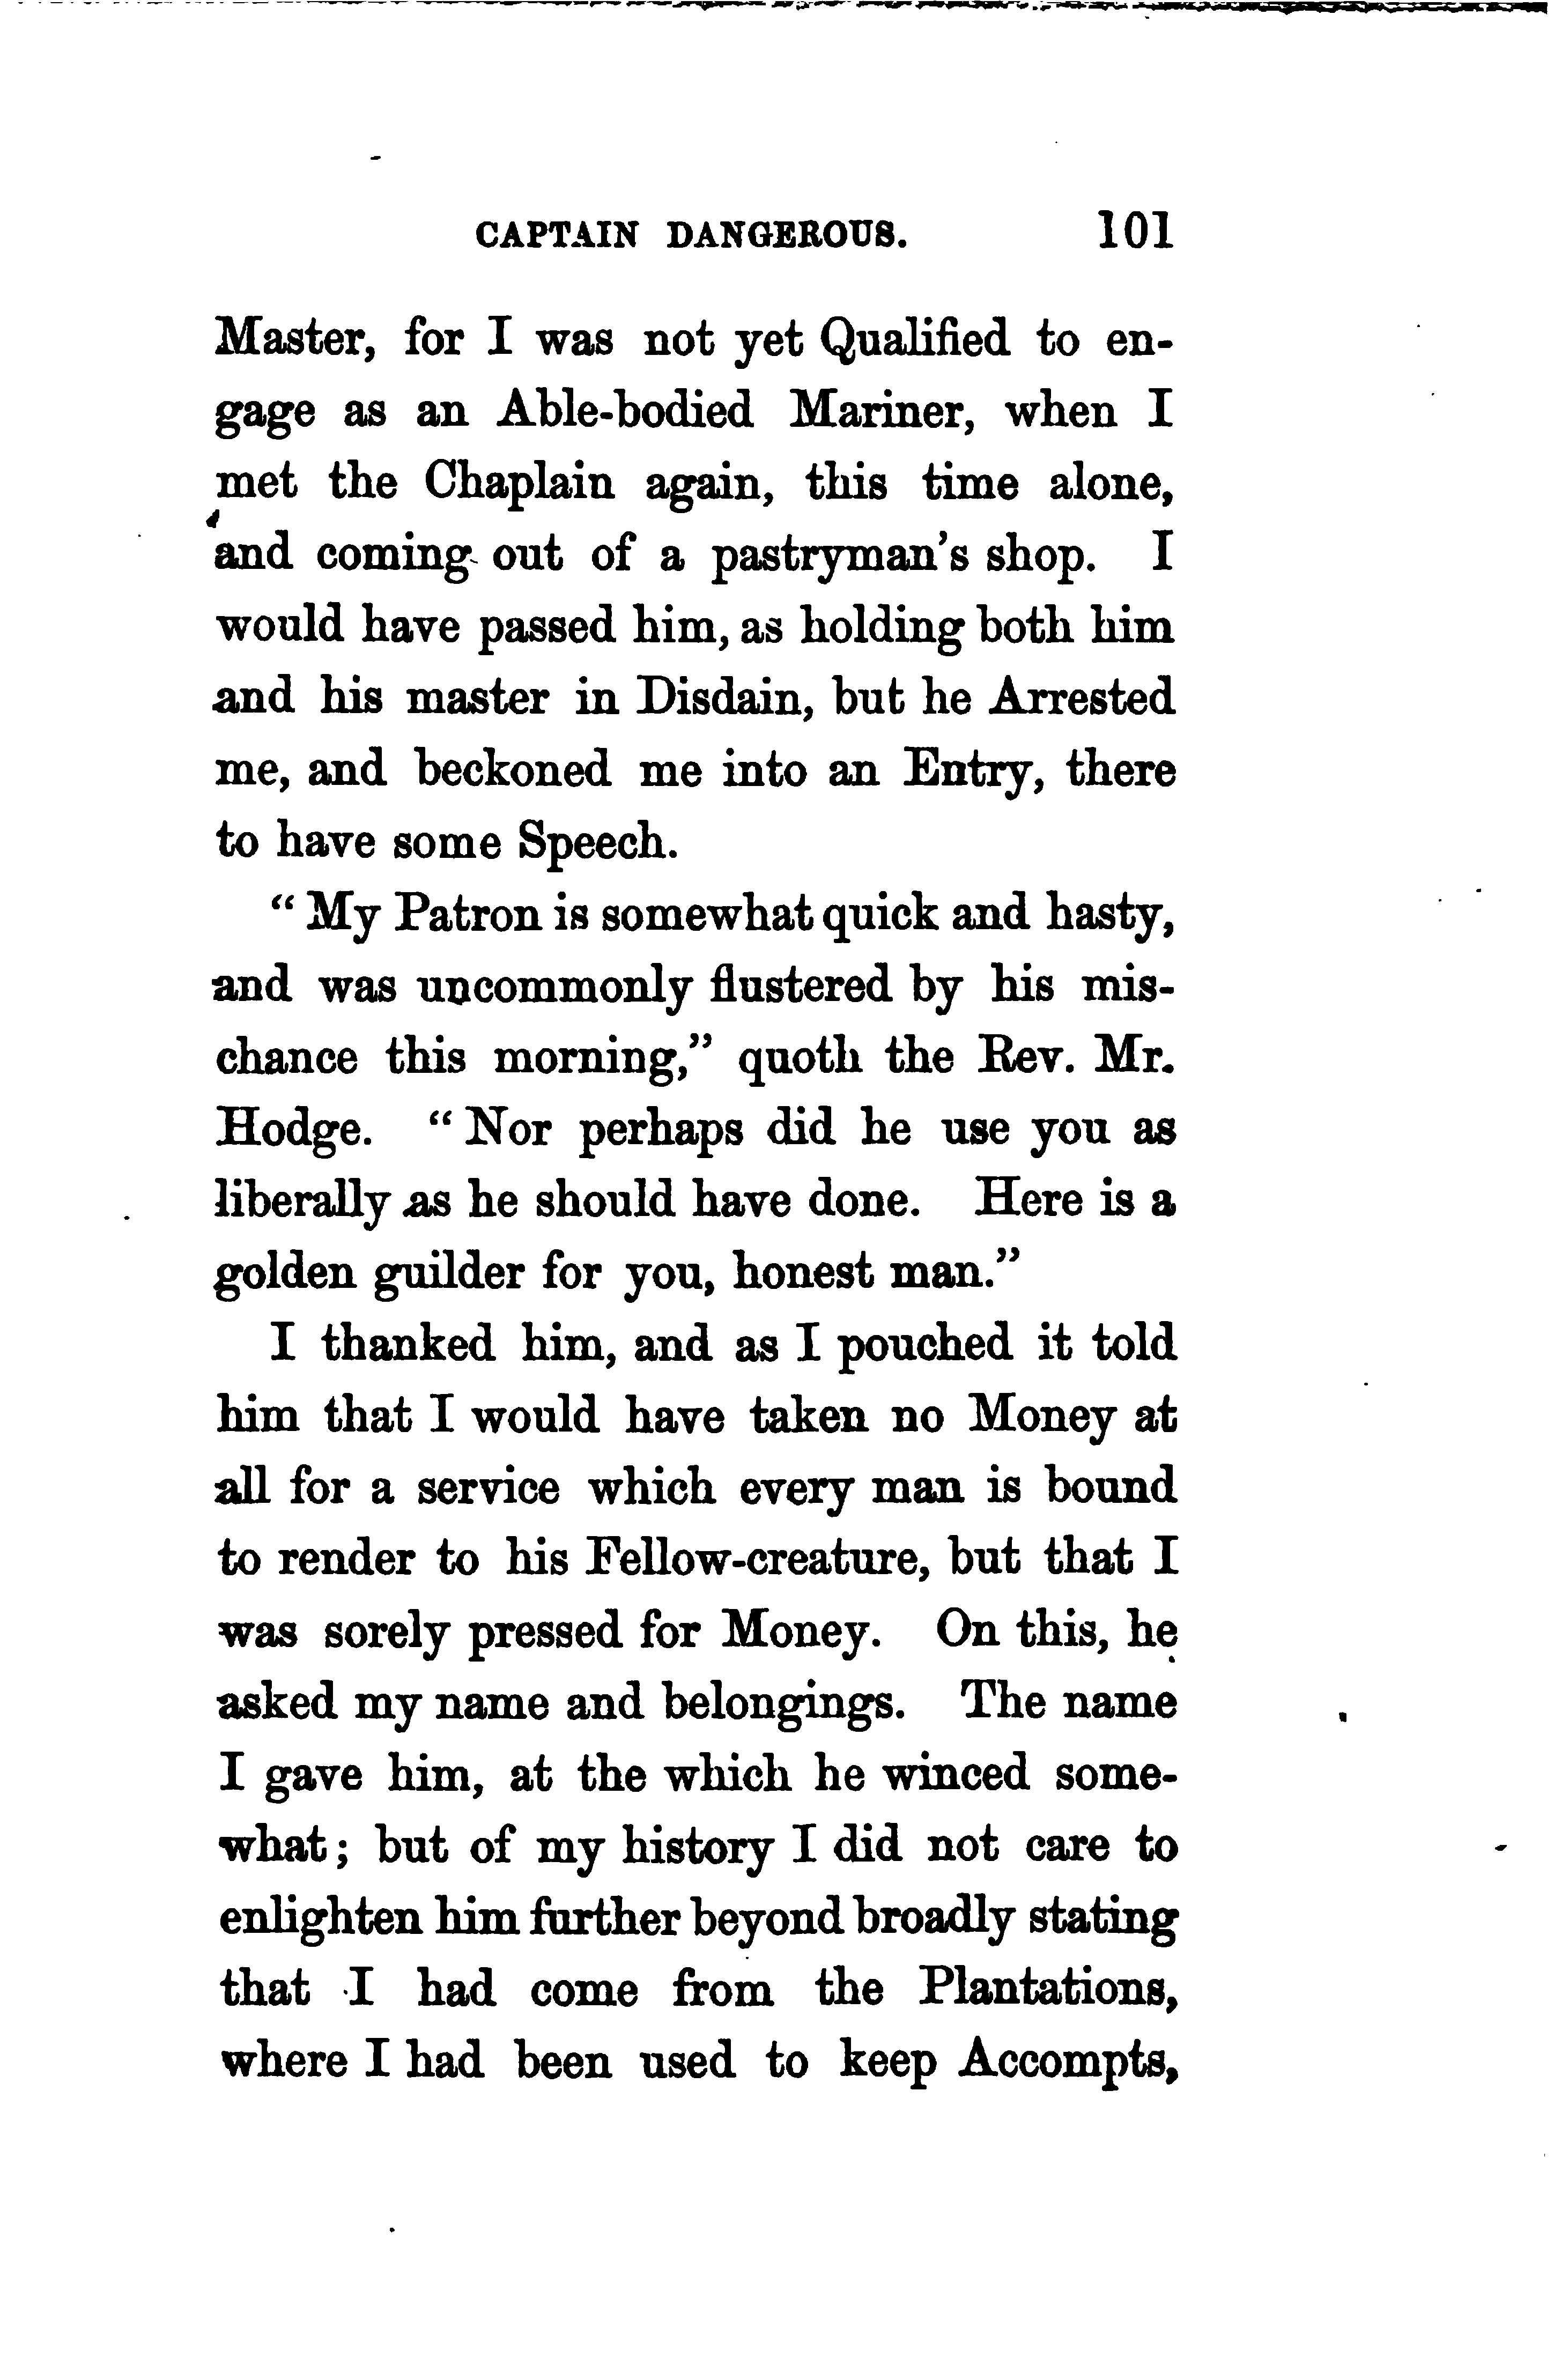 CAPTAIN DANGEROUS. 101
Master, for I was not yet Qualified to en-
gage as an Able-bodied Mariner, when I
met the Chaplain again, this time alone,
and coming out of a pastryman's shop. I
would have passed him, as holding both him
and his master in Disdain, but he Arrested
me, and beckoned me into an Entry, there
to have some Speech.
“My Patron is somewhat quick and hasty,
and was uncommonly flustered by his mis-
chance this morning,” quoth the Rev. Mr.
Hodge. “Nor perhaps did he use you as
liberally as he should have done. Here is a
golden guilder for you, honest man.”
I thanked him, and as I pouched it told
him that I would have taken no Money at
all for a service which every man is bound
to render to his Fellow-creature, but that I
was sorely pressed for Money. On this, he
asked my name and belongings. The name
I gave him, at the which he winced some-
what; but of my history I did not care to
enlighten him further beyond broadly stating
that I had come from the Plantations,
where I had been used to keep Accompts,